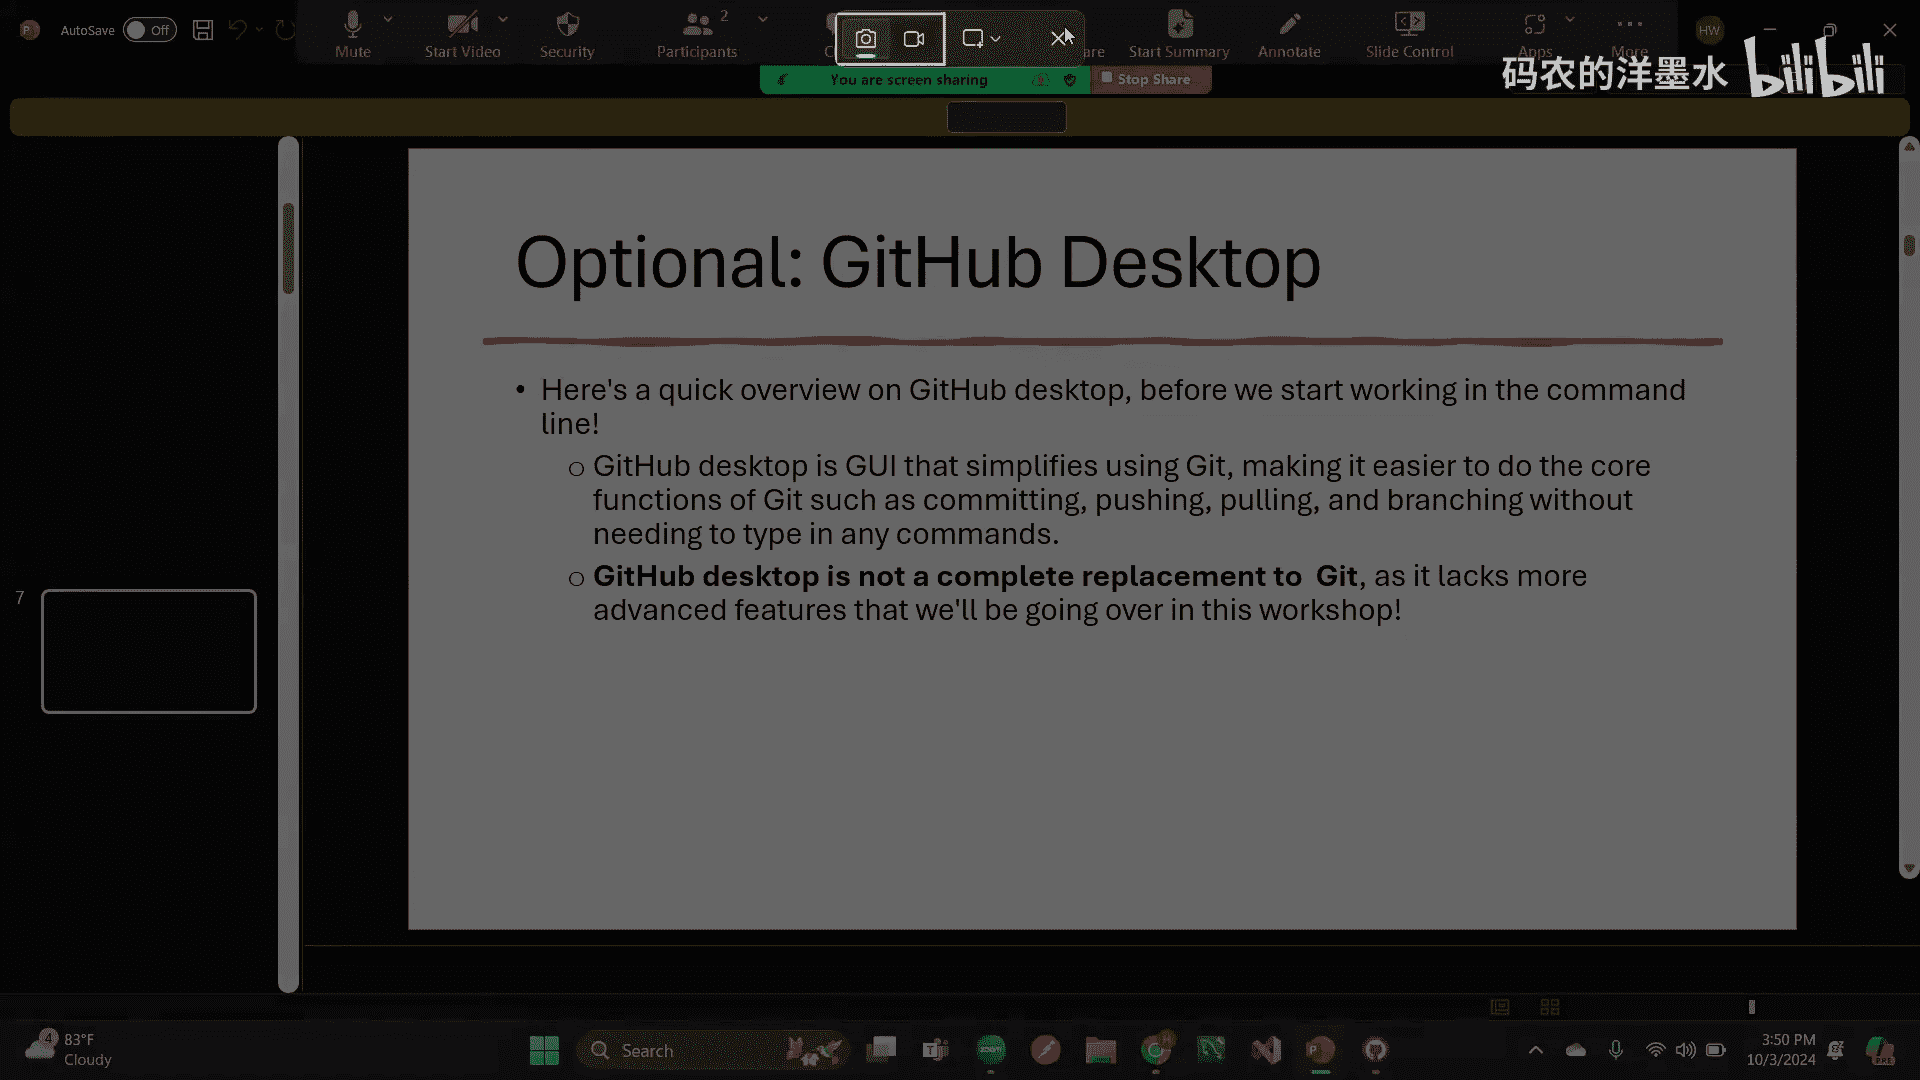 AutoSave Off
Mute
Start Video
Security
Participants
2
are
Start Summary
Annotate
Slide Control
Apps
More
HW
You are screen sharing
Stop Share
码农的洋墨水 bilibili
Optional: GitHub Desktop
• Here's a quick overview on GitHub desktop, before we start working in the command
line!
o GitHub desktop is GUI that simplifies using Git, making it easier to do the core
functions of Git such as committing, pushing, pulling, and branching without
needing to type in any commands.
o GitHub desktop is not a complete replacement to Git, as it lacks more
advanced features that we'll be going over in this workshop!
7
4
83°F
Cloudy
Search
3:50 PM
10/3/2024